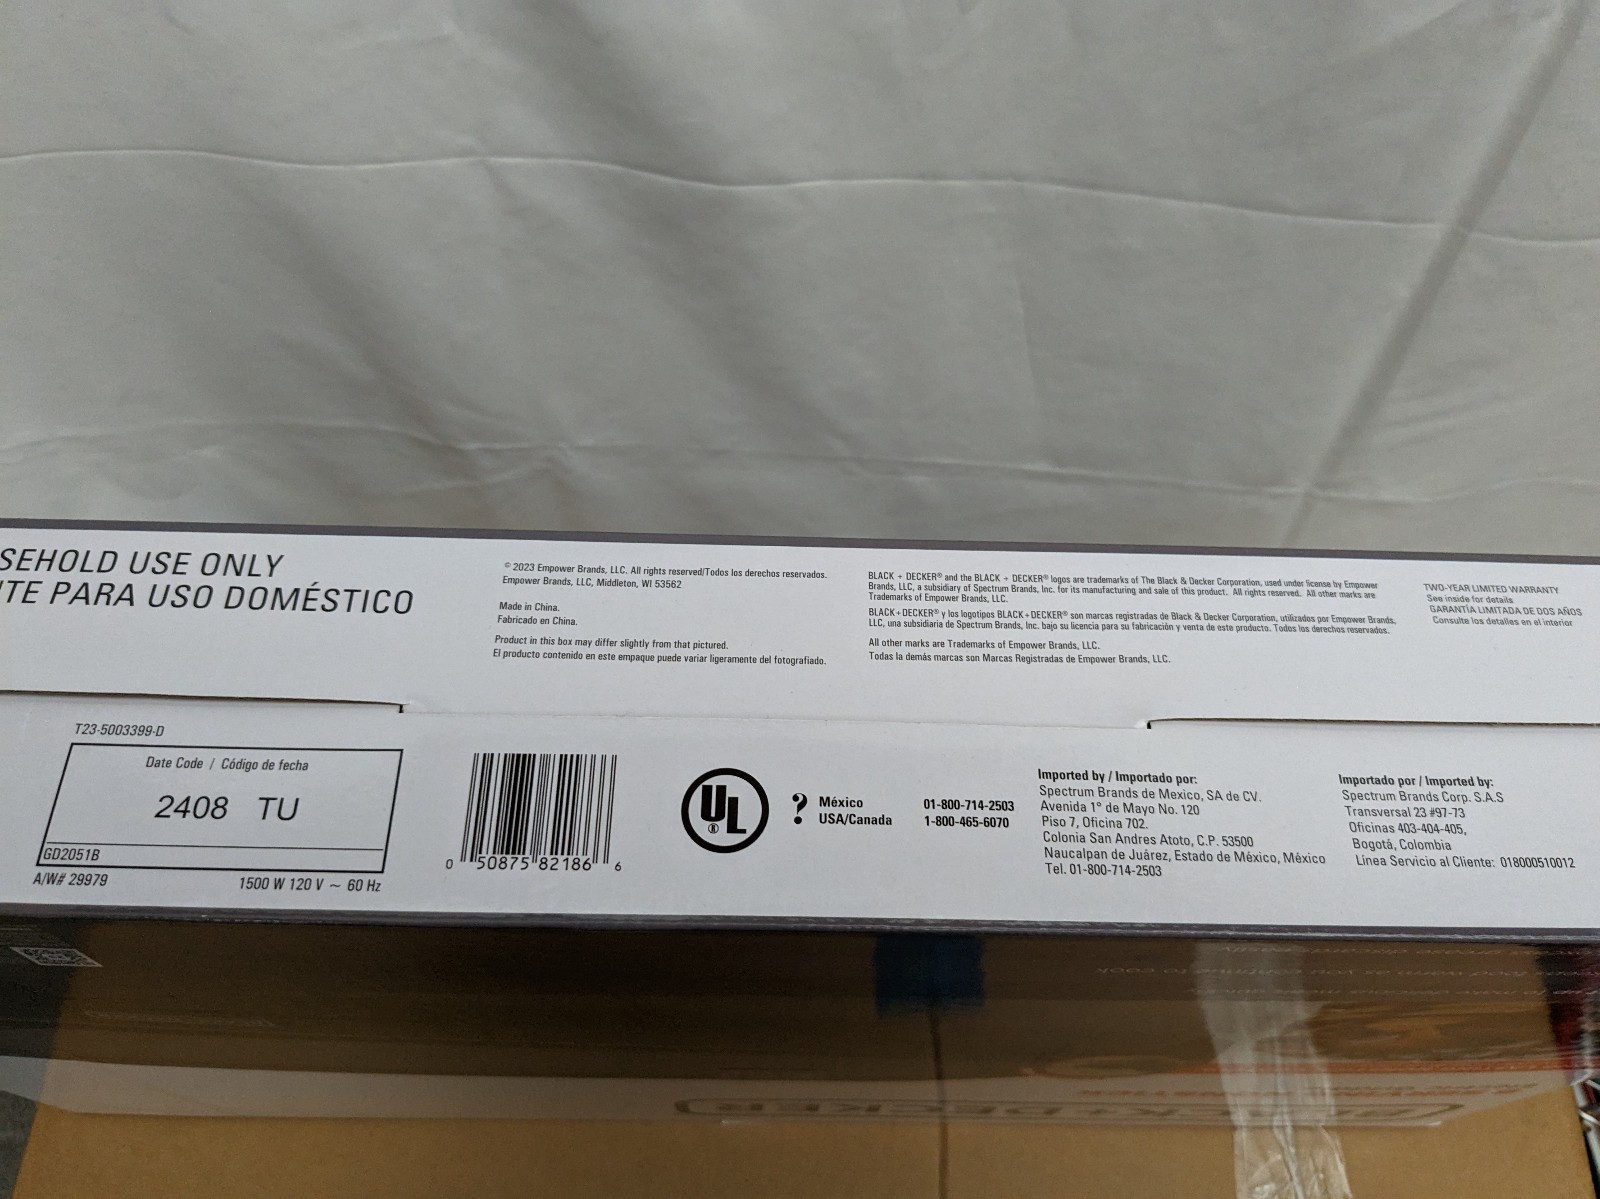 SEHOLD USE ONLY
TE PARA USO DOMÉSTICO
© 2023 Empower Brands, LLC. All rights reserved/Todos los derechos reservados.
Empower Brands, LLC, Middleton, WI 53562
Made in China.
Fabricado en China.
Product in this box may differ slightly from that pictured.
El producto contenido en este empaque puede variar ligeramente del fotografiado.
BLACK + DECKER® and the BLACK + DECKER® logos are trademarks of The Black & Decker Corporation, used under license by Empower
Brands, LLC, a subsidiary of Spectrum Brands, Inc. for its manufacturing and sale of this product. All rights reserved. All other marks are
Trademarks of Empower Brands, LLC.
BLACK+DECKER® y los logotipos BLACK+DECKER® son marcas registradas de Black & Decker Corporation, utilizados por Empower Brands,
LLC, una subsidiaria de Spectrum Brands, Inc. bajo su licencia para su fabricación y venta de este producto. Todos los derechos reservados.
All other marks are Trademarks of Empower Brands, LLC.
Todas la demás marcas son Marcas Registradas de Empower Brands, LLC.
TWO-YEAR LIMITED WARRANTY
See inside for details
GARANTÍA LIMITADA DE DOS AÑOS
Consulte los detalles en el interior
T23-5003399-D
Date Code / Código de fecha
2408 TU
GD2051B
A/W# 29979
1500 W 120 V ~ 60 Hz
0 50875 82186 6
UL®
? México 01-800-714-2503
USA/Canada 1-800-465-6070
Imported by / Importado por:
Spectrum Brands de Mexico, SA de CV.
Avenida 1° de Mayo No. 120
Piso 7, Oficina 702.
Colonia San Andres Atoto, C.P. 53500
Naucalpan de Juárez, Estado de México, México
Tel. 01-800-714-2503
Importado por / Imported by:
Spectrum Brands Corp. S.A.S
Transversal 23 #97-73
Oficinas 403-404-405,
Bogotá, Colombia
Línea Servicio al Cliente: 018000510012
BLACK+DECKER